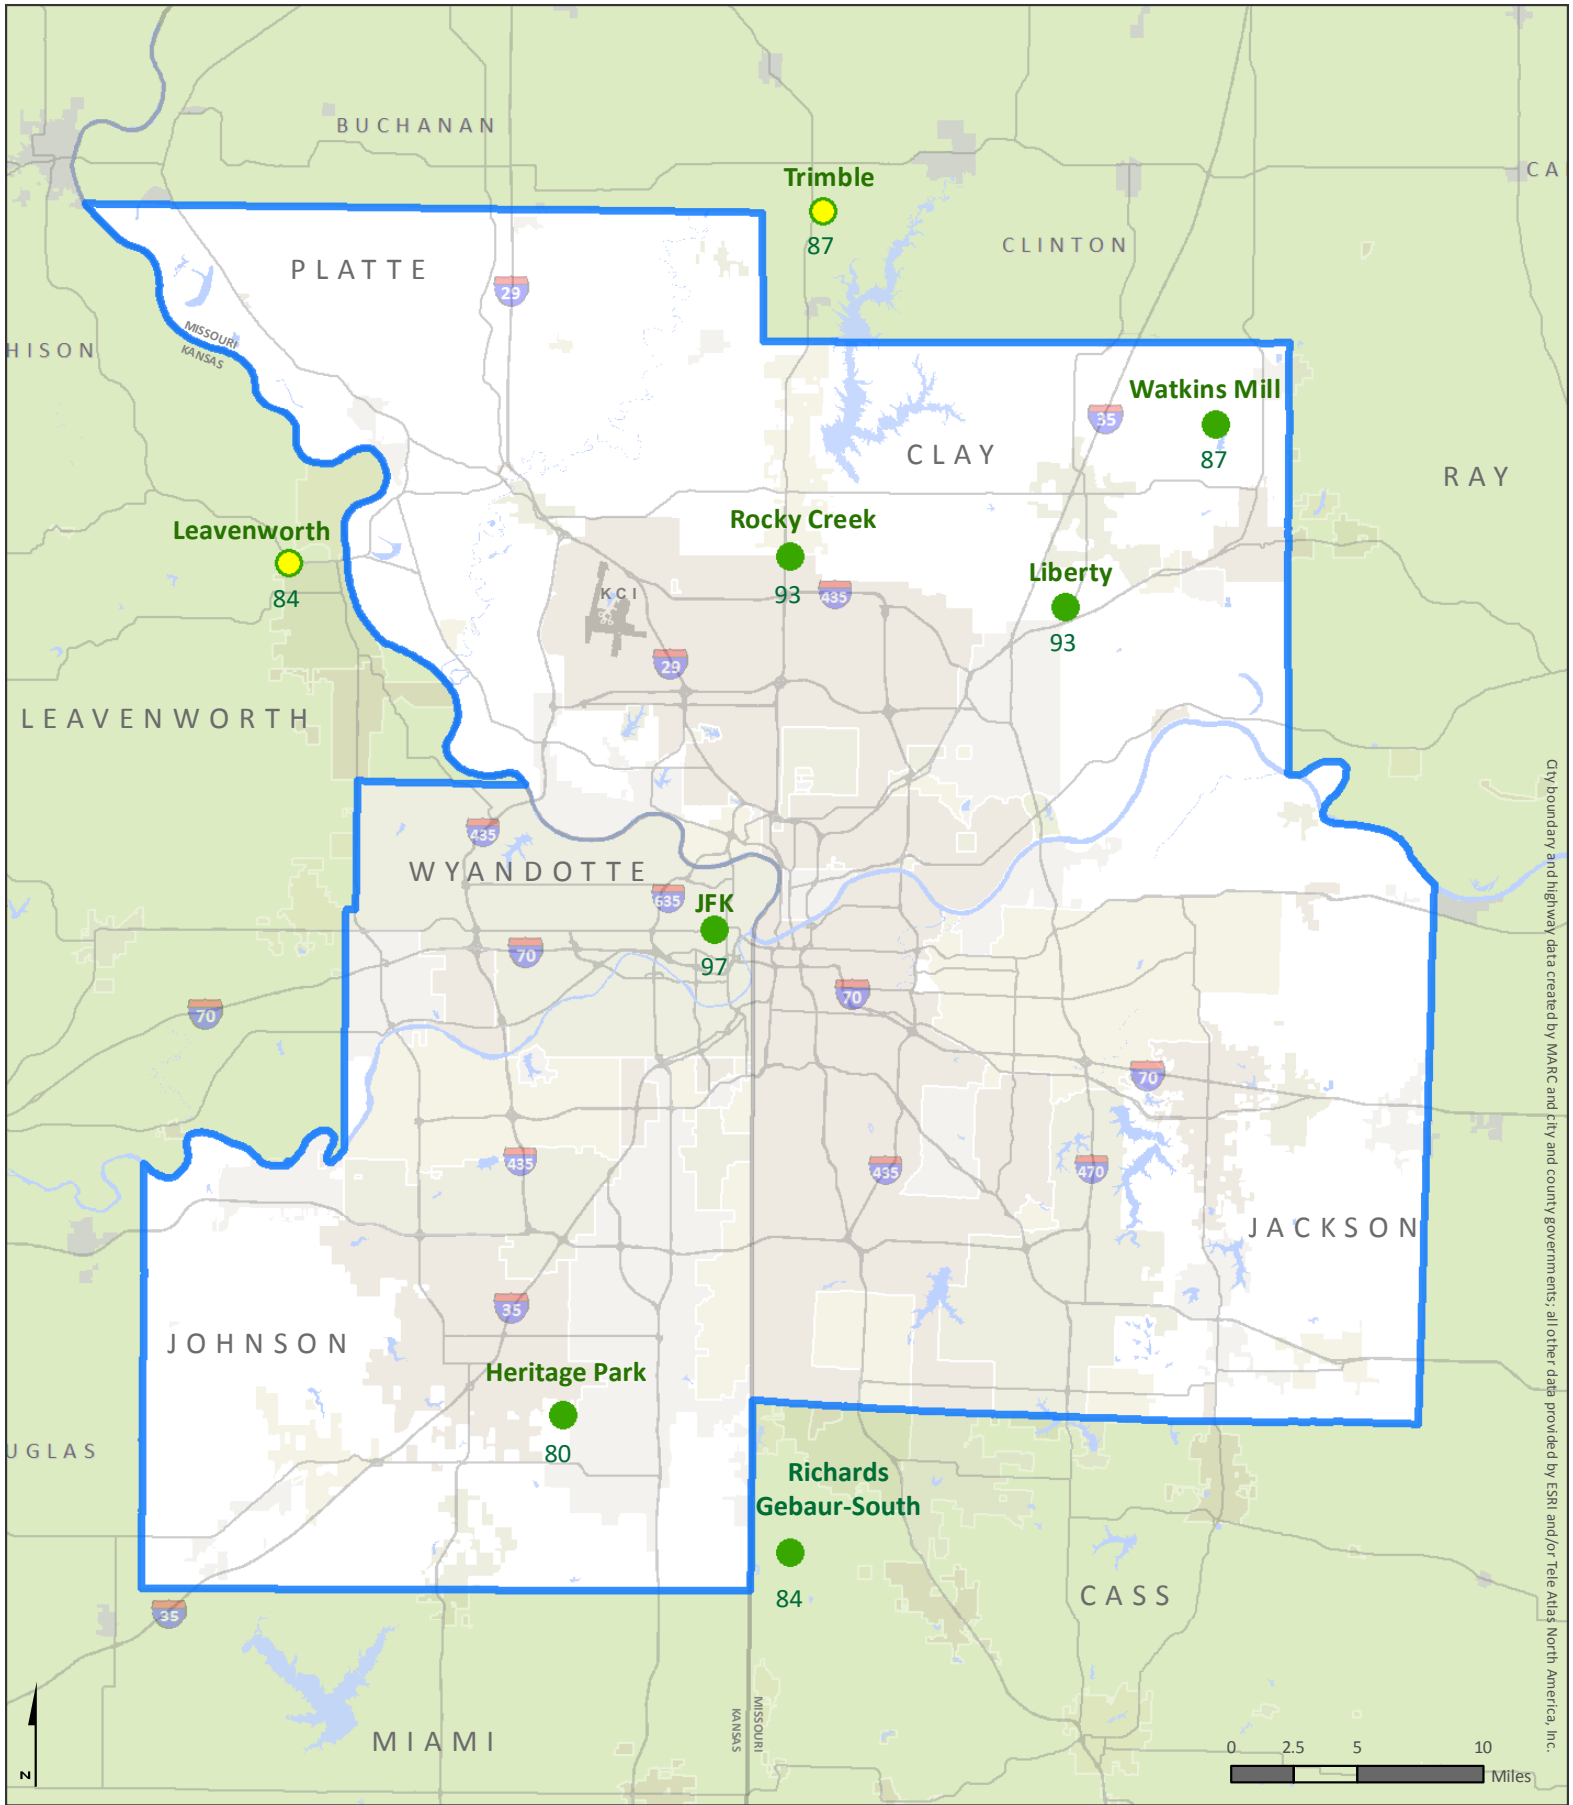 BUCHANAN
CA
Trimble
87
CLINTON
PLATTE
29
MISSOURI
KANSAS
HISON
Watkins Mill
35
87
CLAY
RAY
Rocky Creek
93
435
Leavenworth
84
KCI
Liberty
93
29
LEAVENWORTH
435
WYANDOTTE
635
JFK
97
70
70
70
70
435
435
470
JACKSON
35
JOHNSON
Heritage Park
80
UGLAS
Richards
Gebaur-South
84
CASS
35
MIAMI
KANSAS
MISSOURI
N
0 2.5 5 10
Miles
City boundary and highway data created by MARC and city and county governments; all other data provided by ESRI and/or Tele Atlas North America, Inc.